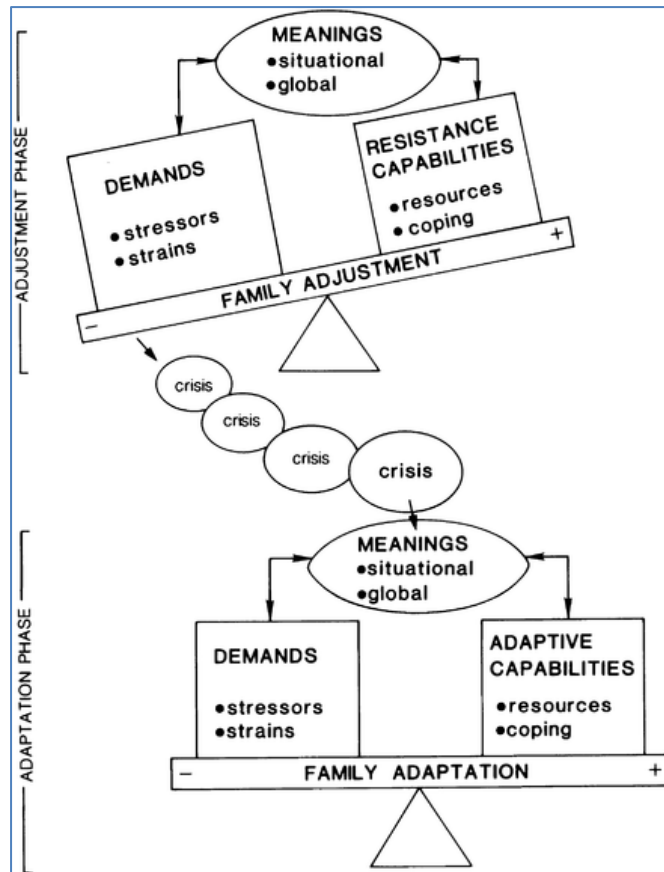 ADJUSTMENT PHASE
MEANINGS
•situational
•global
DEMANDS
•stressors
•strains
RESISTANCE
CAPABILITIES
•resources
•coping
- FAMILY ADJUSTMENT +
crisis
crisis
crisis
crisis
ADAPTATION PHASE
MEANINGS
•situational
•global
DEMANDS
•stressors
•strains
ADAPTIVE
CAPABILITIES
•resources
•coping
- FAMILY ADAPTATION +